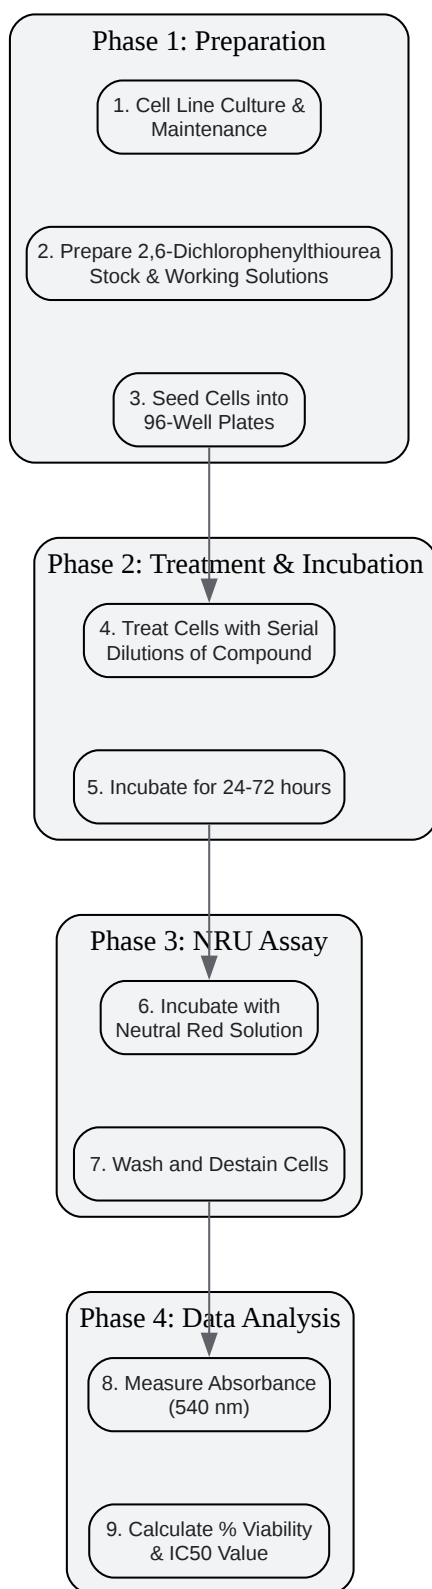 Phase 1: Preparation
1. Cell Line Culture &
Maintenance
2. Prepare 2,6-Dichlorophenylthiourea
Stock & Working Solutions
3. Seed Cells into
96-Well Plates
Phase 2: Treatment & Incubation
4. Treat Cells with Serial
Dilutions of Compound
5. Incubate for 24-72 hours
Phase 3: NRU Assay
6. Incubate with
Neutral Red Solution
7. Wash and Destain Cells
Phase 4: Data Analysis
8. Measure Absorbance
(540 nm)
9. Calculate % Viability
& IC50 Value